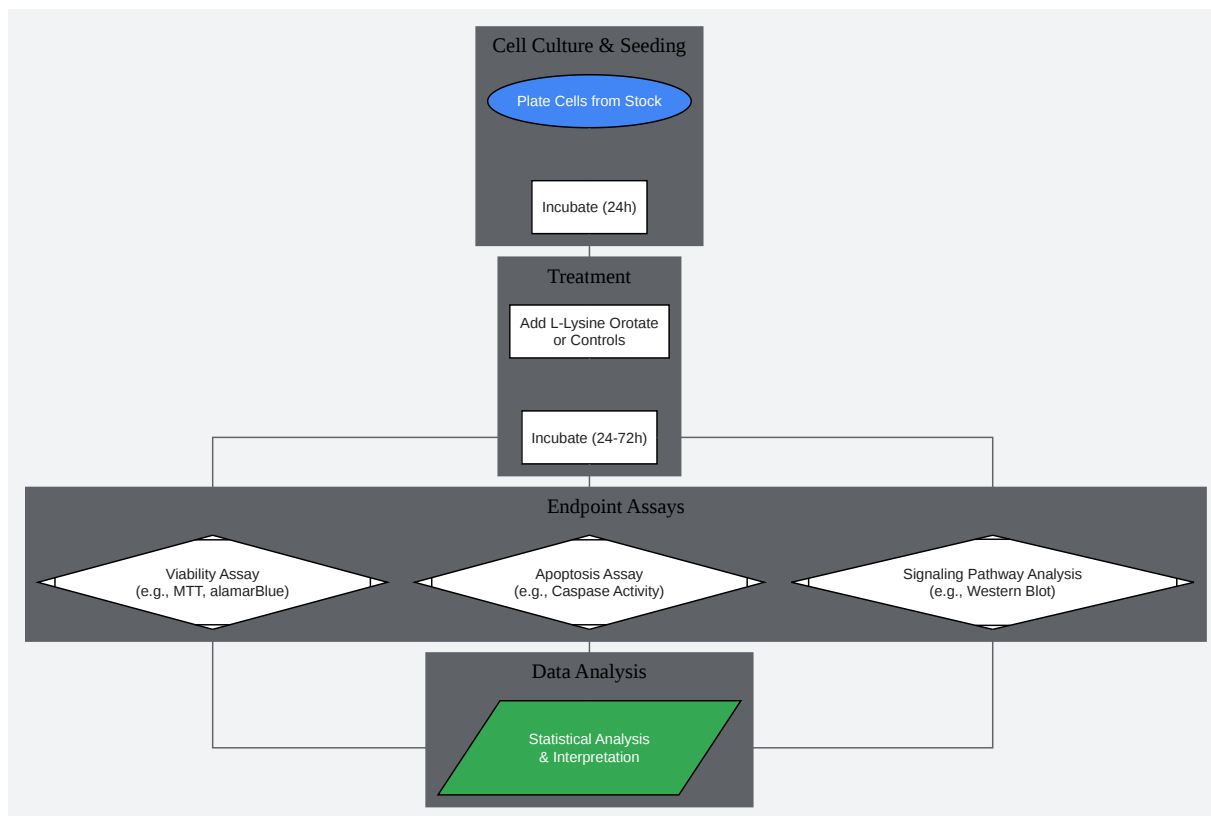 Cell Culture & Seeding
Plate Cells from Stock
Incubate (24h)
Treatment
Add L-Lysine Orotate
or Controls
Incubate (24-72h)
Endpoint Assays
Viability Assay
(e.g., MTT, alamarBlue)
Apoptosis Assay
(e.g., Caspase Activity)
Signaling Pathway Analysis
(e.g., Western Blot)
Data Analysis
Statistical Analysis
& Interpretation